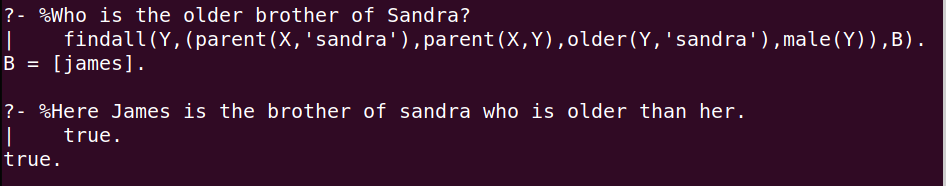 ?- %Who is the older brother of Sandra?
|    findall(Y,(parent(X,'sandra'),parent(X,Y),older(Y,'sandra'),male(Y)),B).
B = [james].

?- %Here James is the brother of sandra who is older than her.
|    true.
true.